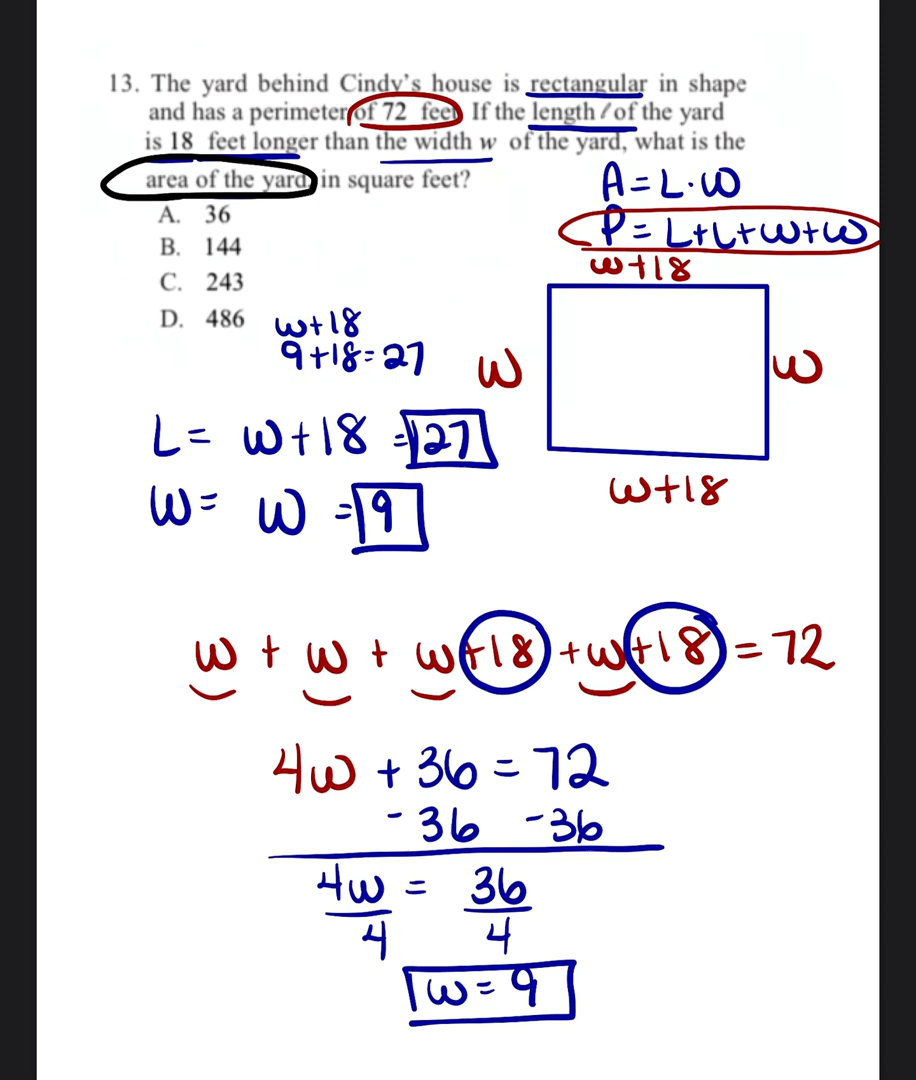 13. The yard behind Cindy's house is rectangular in shape
and has a perimeter of 72 feet. If the length l of the yard
is 18 feet longer than the width w of the yard, what is the
area of the yard in square feet?
A. 36
B. 144
C. 243
D. 486
A = L · W
P = L + L + W + W
w + 18
w + 18
9 + 18 = 27
W
W
L = W + 18 = 27
W = W = 9
w + 18
w + w + w + 18 + w + 18 = 72
4w + 36 = 72
- 36 - 36
4w = 36
4 4
w = 9